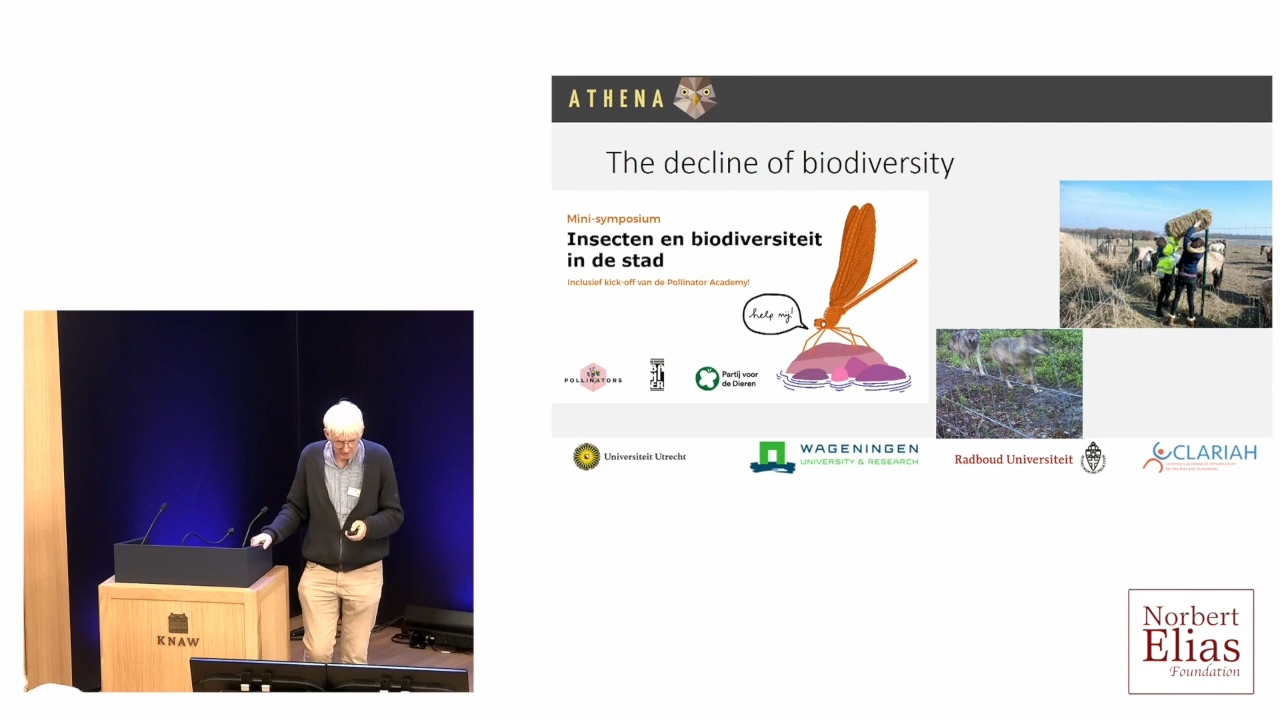 ATHENA
The decline of biodiversity
Mini-symposium
Insecten en biodiversiteit
in de stad
Inclusief kick-off van de Pollinator Academy!
help mij!
THE
POLLINATORS
Partij voor
de Dieren
Universiteit Utrecht
WAGENINGEN
UNIVERSITY & RESEARCH
Radboud Universiteit
CLARIAH
KNAW
Norbert
Elias
Foundation